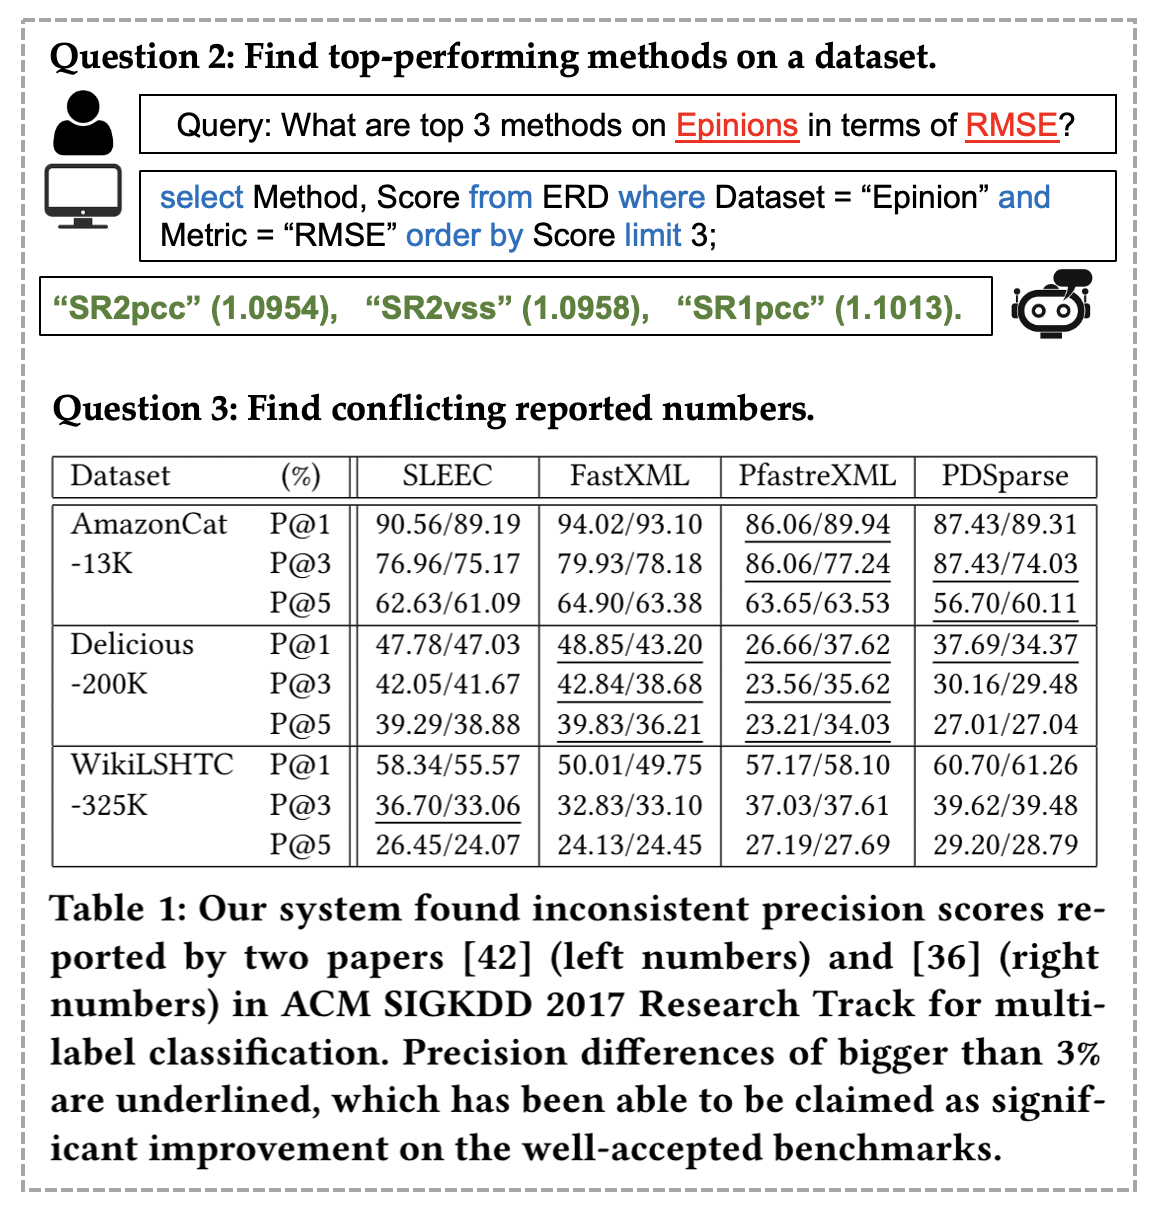 Question 2: Find top-performing methods on a dataset.
Query: What are top 3 methods on Epinions in terms of RMSE?
select Method, Score from ERD where Dataset = “Epinion” and
Metric = “RMSE” order by Score limit 3;
“SR2pcc” (1.0954), “SR2vss” (1.0958), “SR1pcc” (1.1013).
Question 3: Find conflicting reported numbers.
Dataset (%) SLEEC FastXML PfastreXML PDSparse
AmazonCat P@1 90.56/89.19 94.02/93.10 86.06/89.94 87.43/89.31
-13K P@3 76.96/75.17 79.93/78.18 86.06/77.24 87.43/74.03
P@5 62.63/61.09 64.90/63.38 63.65/63.53 56.70/60.11
Delicious P@1 47.78/47.03 48.85/43.20 26.66/37.62 37.69/34.37
-200K P@3 42.05/41.67 42.84/38.68 23.56/35.62 30.16/29.48
P@5 39.29/38.88 39.83/36.21 23.21/34.03 27.01/27.04
WikiLSHTC P@1 58.34/55.57 50.01/49.75 57.17/58.10 60.70/61.26
-325K P@3 36.70/33.06 32.83/33.10 37.03/37.61 39.62/39.48
P@5 26.45/24.07 24.13/24.45 27.19/27.69 29.20/28.79
Table 1: Our system found inconsistent precision scores re-
ported by two papers [42] (left numbers) and [36] (right
numbers) in ACM SIGKDD 2017 Research Track for multi-
label classification. Precision differences of bigger than 3%
are underlined, which has been able to be claimed as signif-
icant improvement on the well-accepted benchmarks.